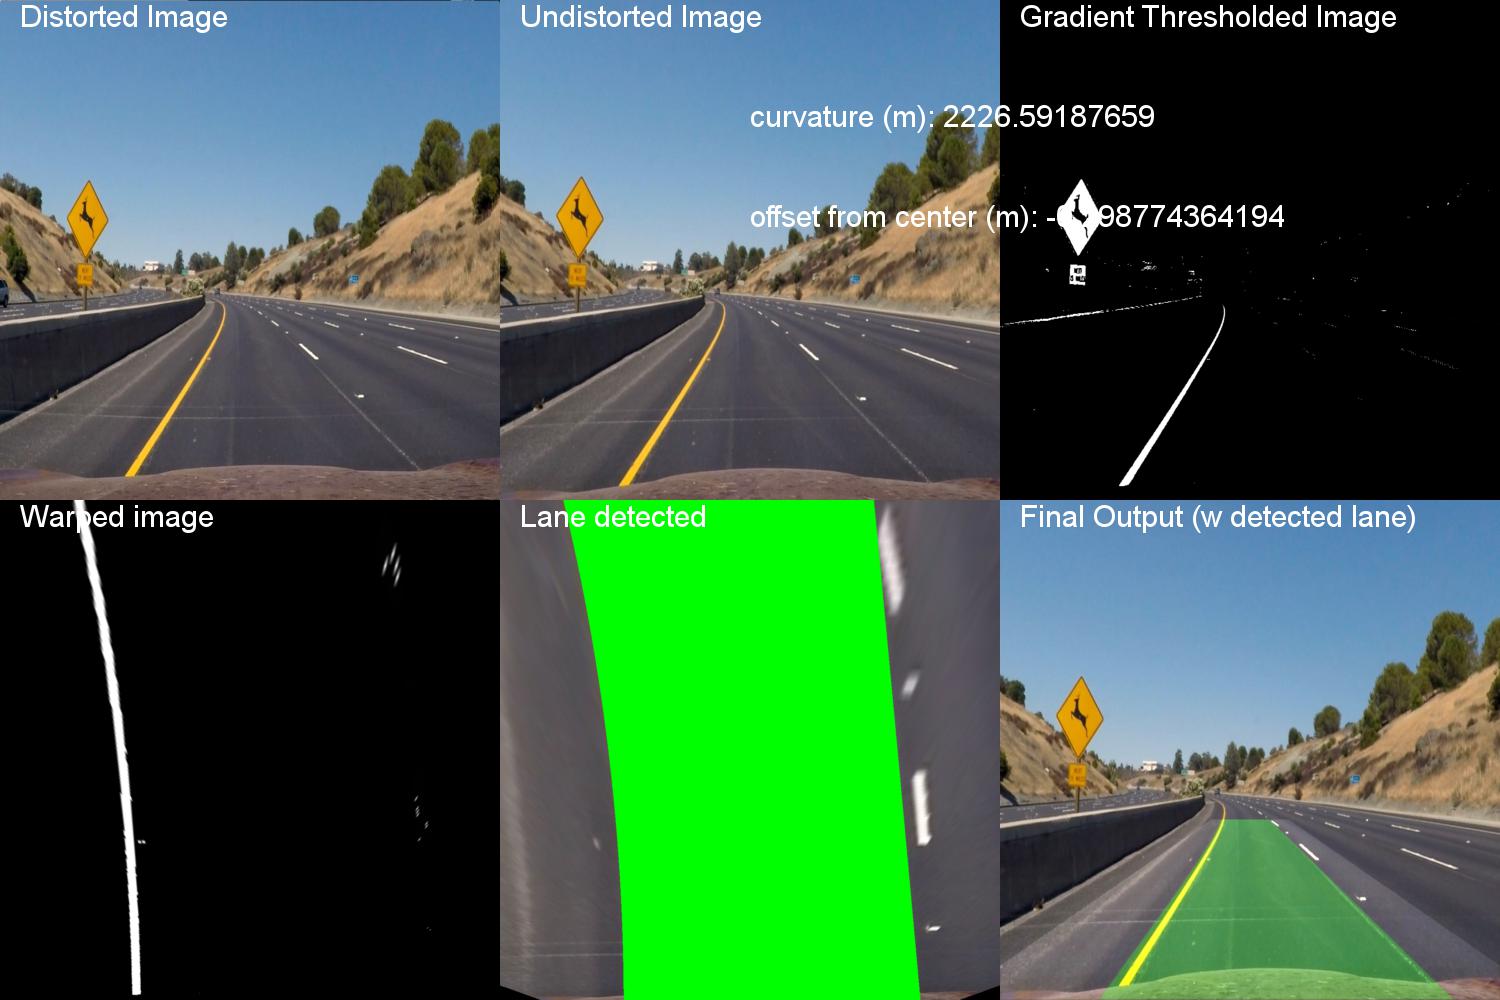 Distorted Image
Undistorted Image
Gradient Thresholded Image
curvature (m): 2226.59187659
offset from center (m):
Warped image
Lane detected
Final Output (w detected lane)